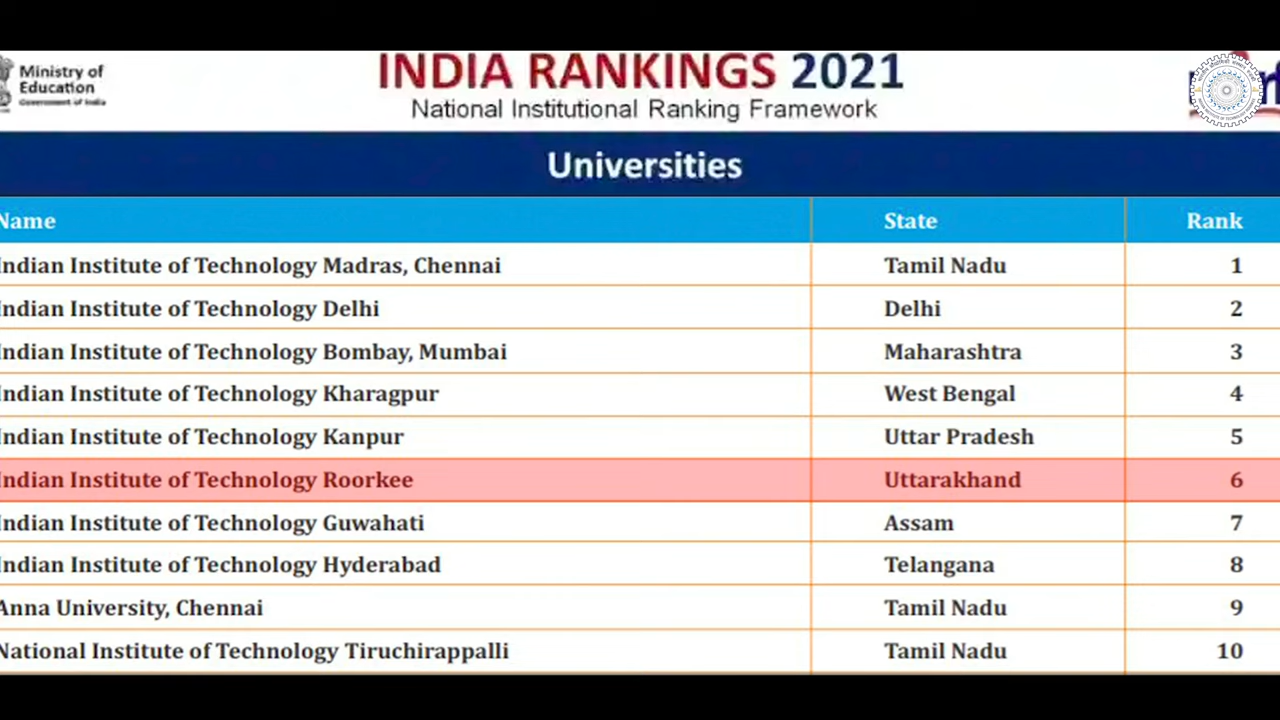 Ministry of
Education
Government of India
INDIA RANKINGS 2021
National Institutional Ranking Framework
Universities
Name State Rank
Indian Institute of Technology Madras, Chennai Tamil Nadu 1
Indian Institute of Technology Delhi Delhi 2
Indian Institute of Technology Bombay, Mumbai Maharashtra 3
Indian Institute of Technology Kharagpur West Bengal 4
Indian Institute of Technology Kanpur Uttar Pradesh 5
Indian Institute of Technology Roorkee Uttarakhand 6
Indian Institute of Technology Guwahati Assam 7
Indian Institute of Technology Hyderabad Telangana 8
Anna University, Chennai Tamil Nadu 9
National Institute of Technology Tiruchirappalli Tamil Nadu 10